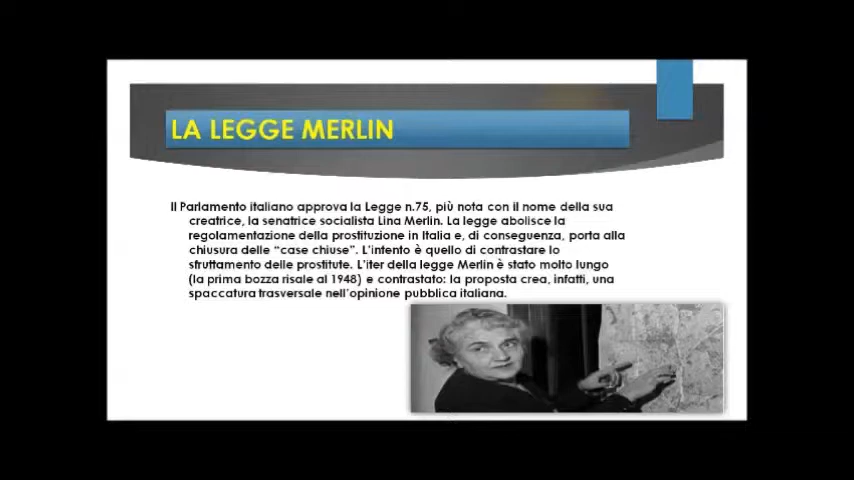 LA LEGGE MERLIN
Il Parlamento italiano approva la Legge n.75, più nota con il nome della sua
creatrice, la senatrice socialista Lina Merlin. La legge abolisce la
regolamentazione della prostituzione in Italia e, di conseguenza, porta alla
chiusura delle “case chiuse”. L’intento è quello di contrastare lo
sfruttamento delle prostitute. L’iter della legge Merlin è stato molto lungo
(la prima bozza risale al 1948) e contrastato: la proposta crea, infatti, una
spaccatura trasversale nell’opinione pubblica italiana.